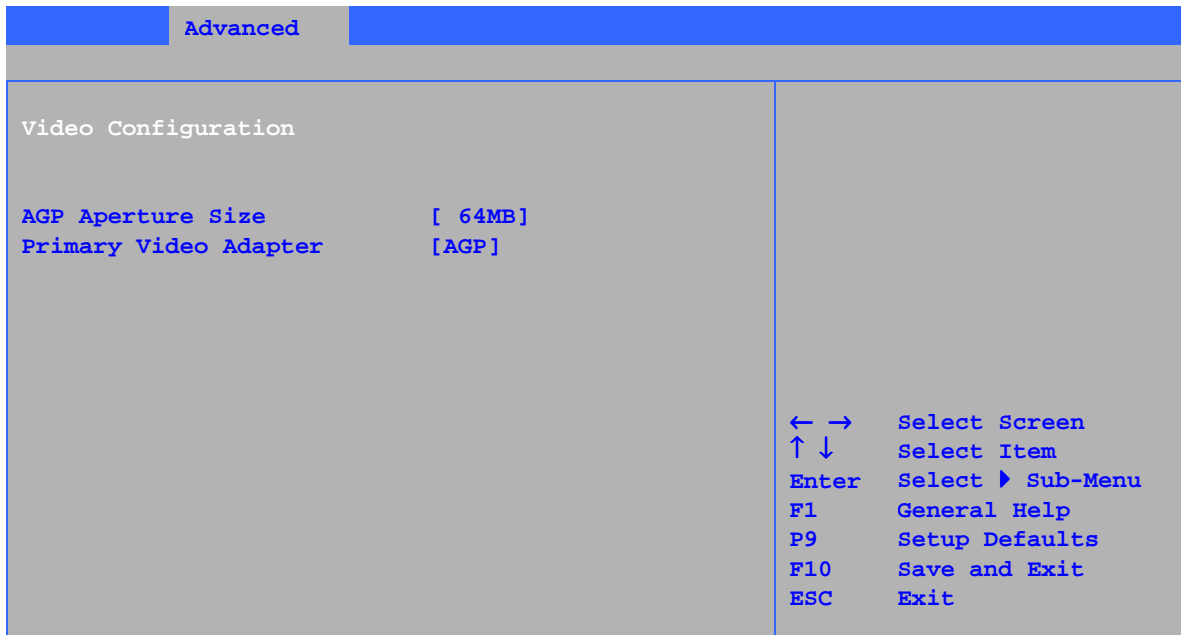 Advanced
Video Configuration
AGP Aperture Size [ 64MB]
Primary Video Adapter [AGP]
← → Select Screen
↑ ↓ Select Item
Enter Select ▶ Sub-Menu
F1 General Help
P9 Setup Defaults
F10 Save and Exit
ESC Exit